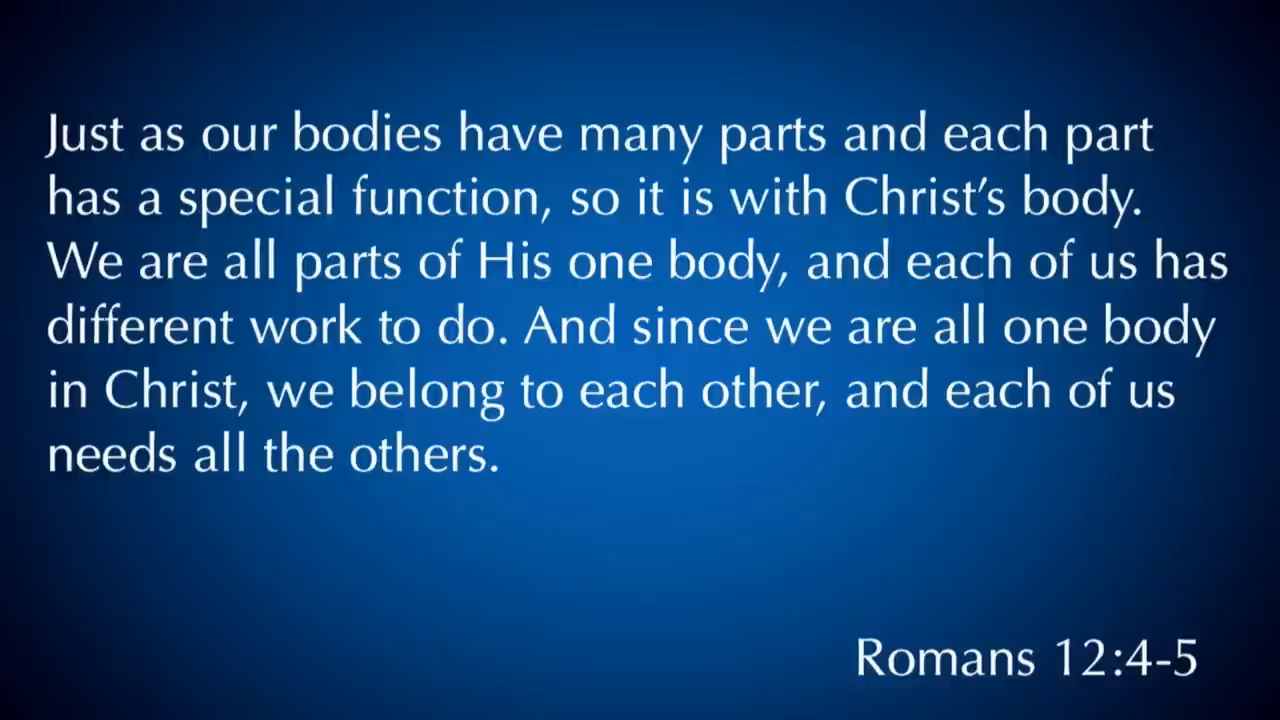 Just as our bodies have many parts and each part
has a special function, so it is with Christ’s body.
We are all parts of His one body, and each of us has
different work to do. And since we are all one body
in Christ, we belong to each other, and each of us
needs all the others.
Romans 12:4-5